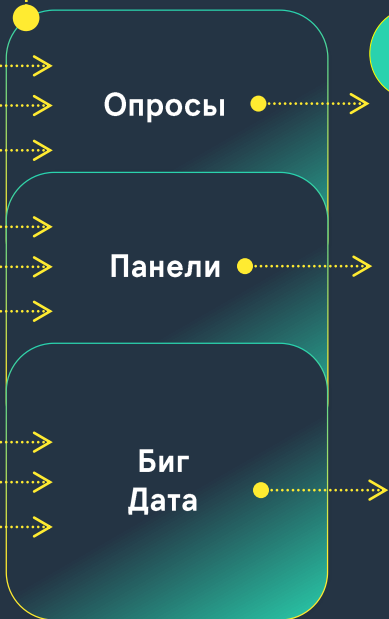 Опросы
Панели
Биг
Дата